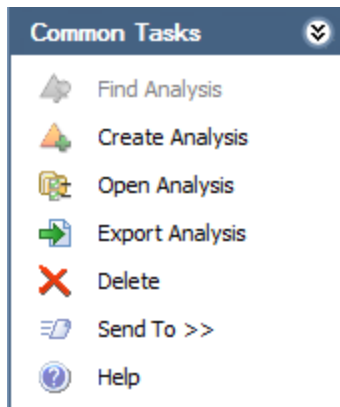 Common Tasks
Find Analysis
Create Analysis
Open Analysis
Export Analysis
Delete
Send To >>
Help